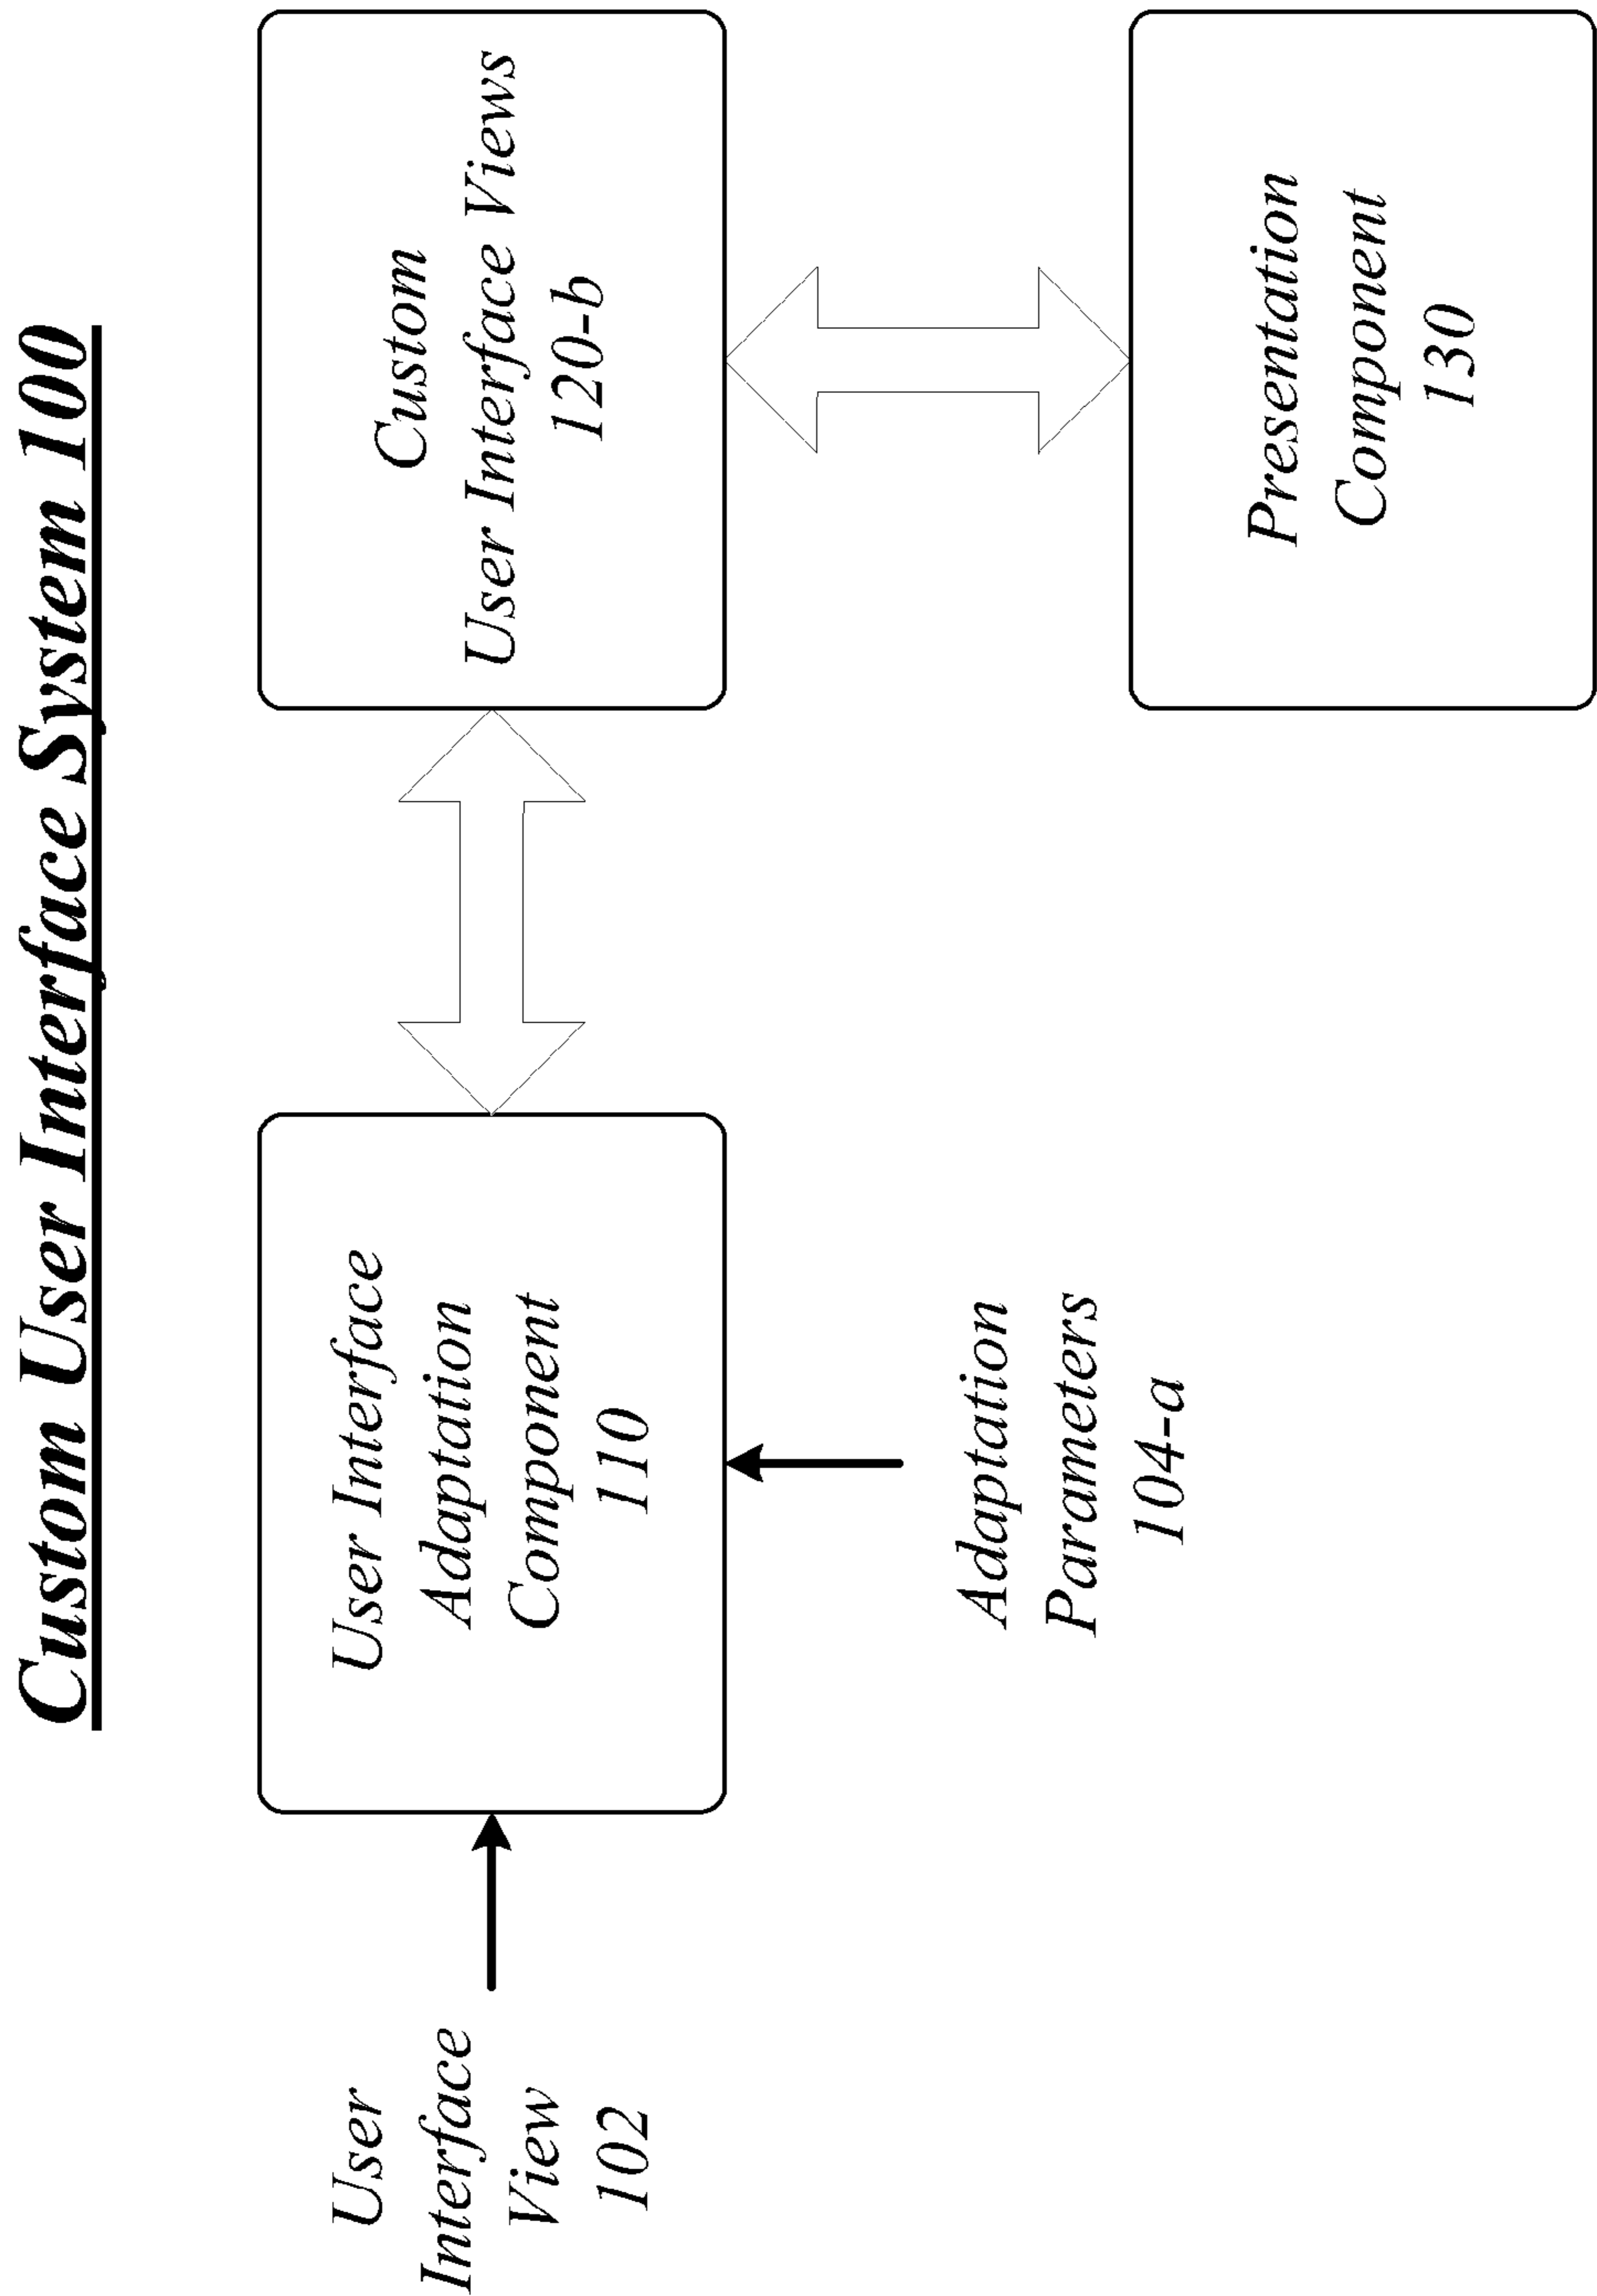 Custom User Interface System 100
User
Interface
View
102
User Interface
Adaptation
Component
110
Custom
User Interface Views
120-b
Adaptation
Parameters
104-a
Presentation
Component
130